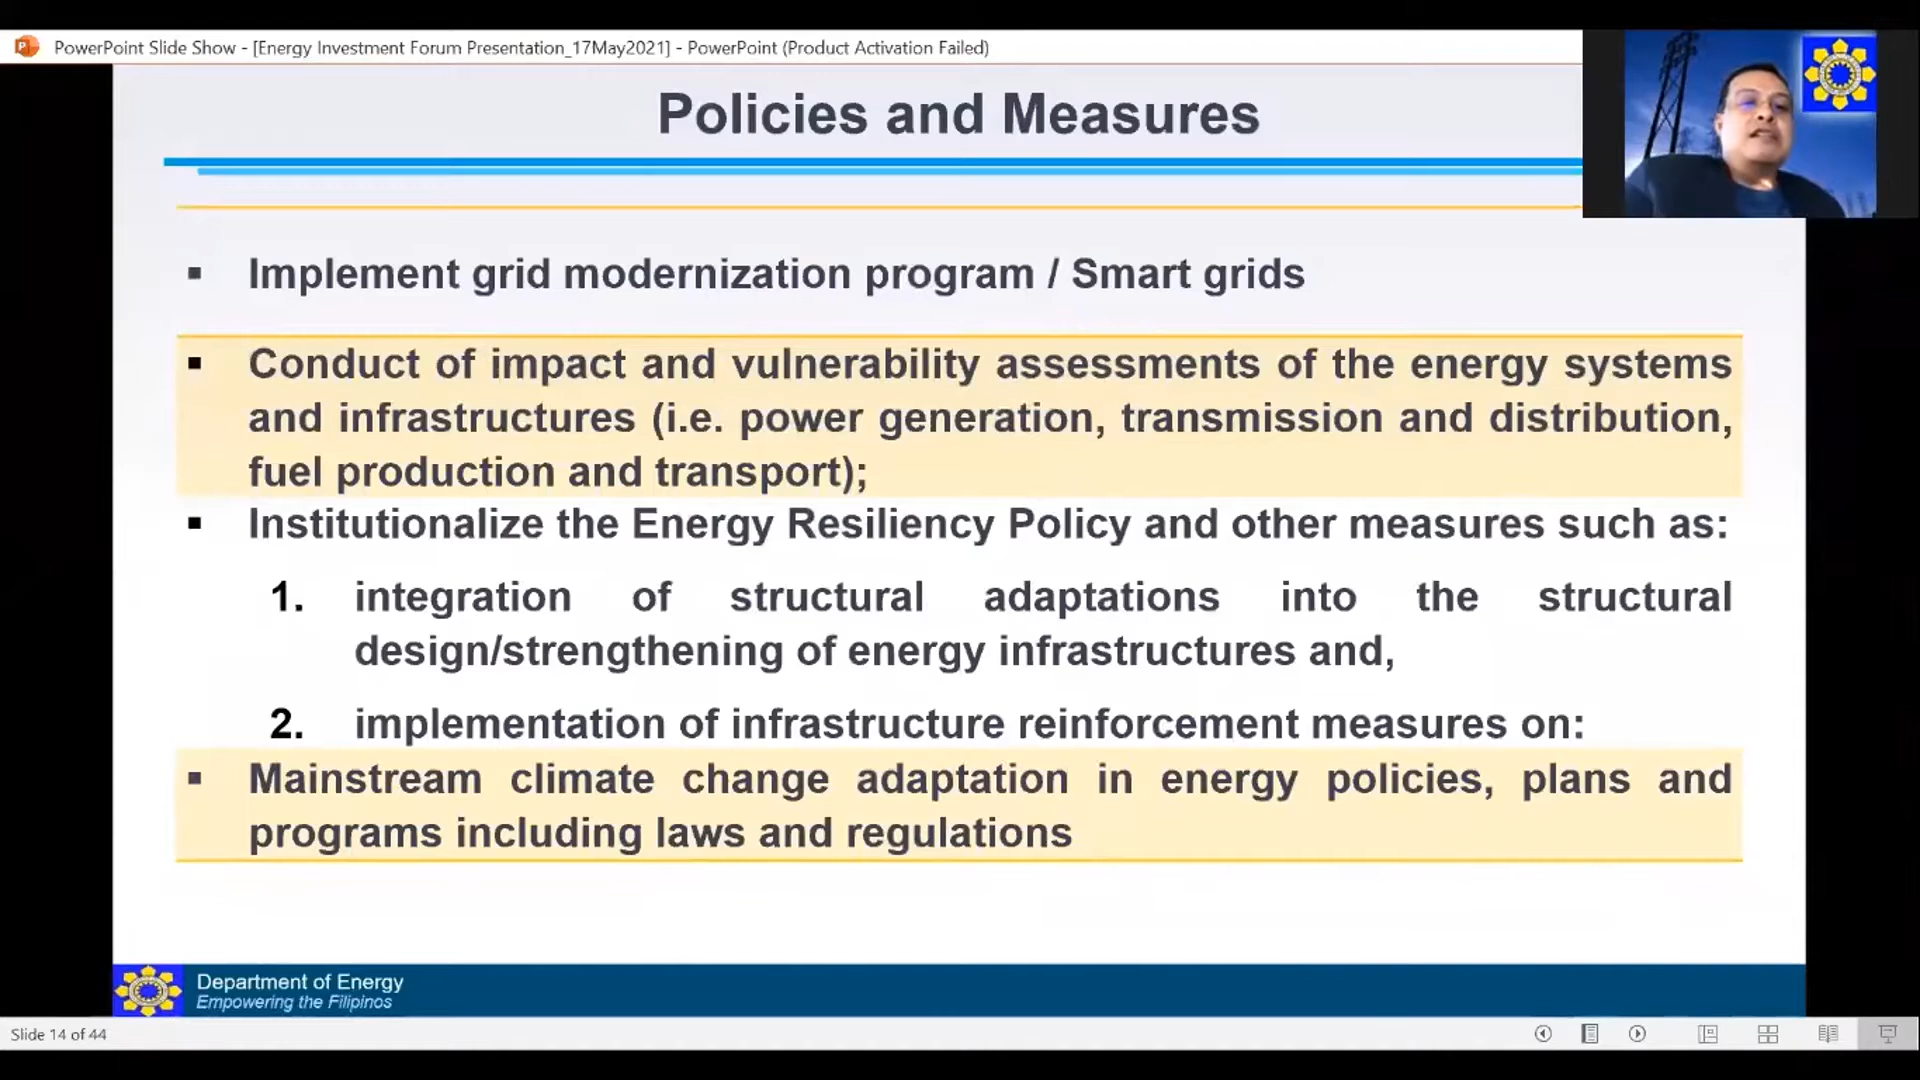 PowerPoint Slide Show - [Energy Investment Forum Presentation_17May2021] - PowerPoint (Product Activation Failed)
Policies and Measures
▪ Implement grid modernization program / Smart grids
▪ Conduct of impact and vulnerability assessments of the energy systems
and infrastructures (i.e. power generation, transmission and distribution,
fuel production and transport);
▪ Institutionalize the Energy Resiliency Policy and other measures such as:
1. integration of structural adaptations into the structural
design/strengthening of energy infrastructures and,
2. implementation of infrastructure reinforcement measures on:
▪ Mainstream climate change adaptation in energy policies, plans and
programs including laws and regulations
Department of Energy
Empowering the Filipinos
Slide 14 of 44